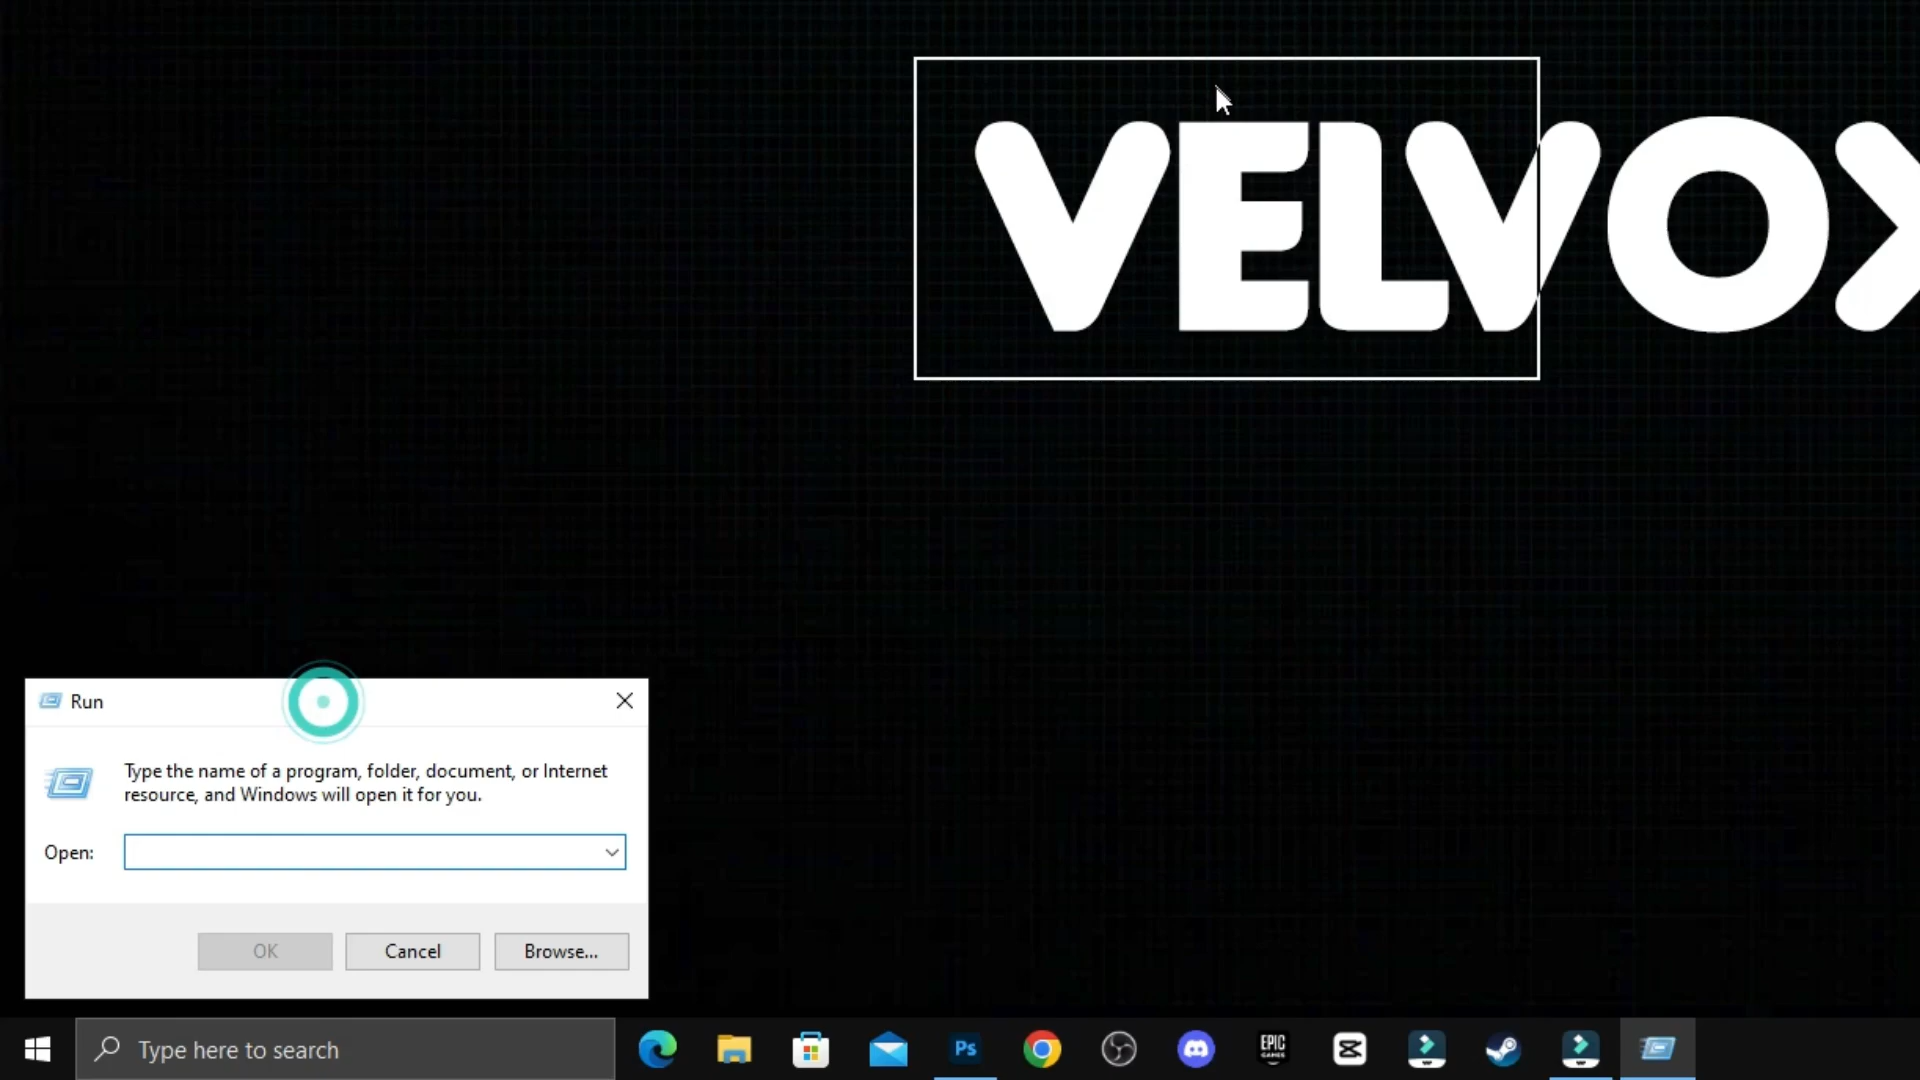 VELVOX
Run
Type the name of a program, folder, document, or Internet
resource, and Windows will open it for you.
Open:
OK
Cancel
Browse...
Type here to search
Ps
EPIC
GAMES